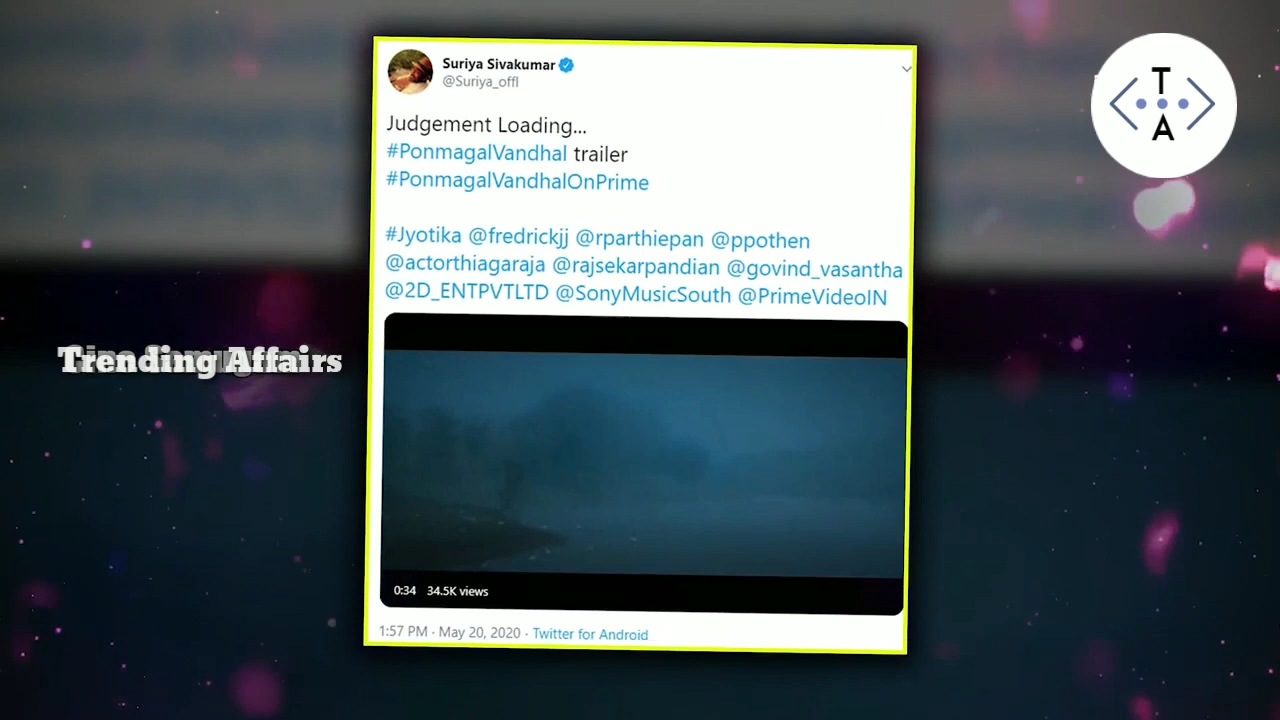 Suriya Sivakumar
@Suriya_offl
Judgement Loading...
#PonmagalVandhal trailer
#PonmagalVandhalOnPrime
#Jyotika @fredrickjj @rparthiepan @ppothen
@actorthiagaraja @rajsekarpandian @govind_vasantha
@2D_ENTPVTLTD @SonyMusicSouth @PrimeVideoIN
0:34 34.5K views
1:57 PM · May 20, 2020 · Twitter for Android
Trending Affairs
T
A